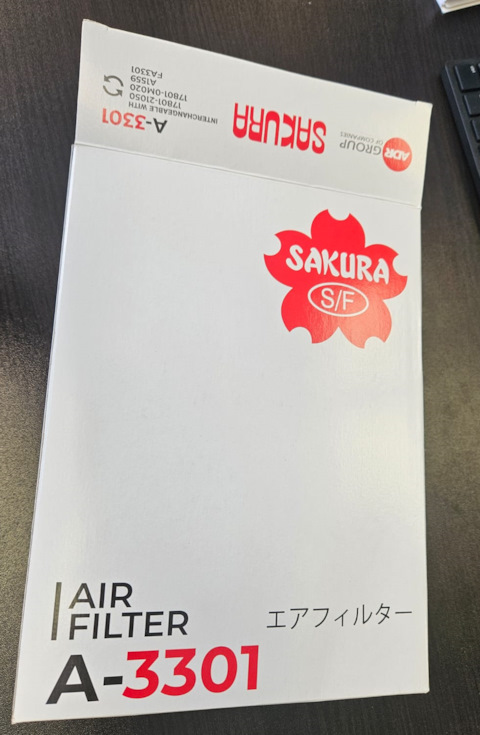 A-3301
INTERCHANGEABLE WITH
17801-21050
17801-0M020
A1559
FA3301
SAKURA
ADR
GROUP
OF COMPANIES
SAKURA
S/F
AIR
FILTER
エアフィルター
A-3301